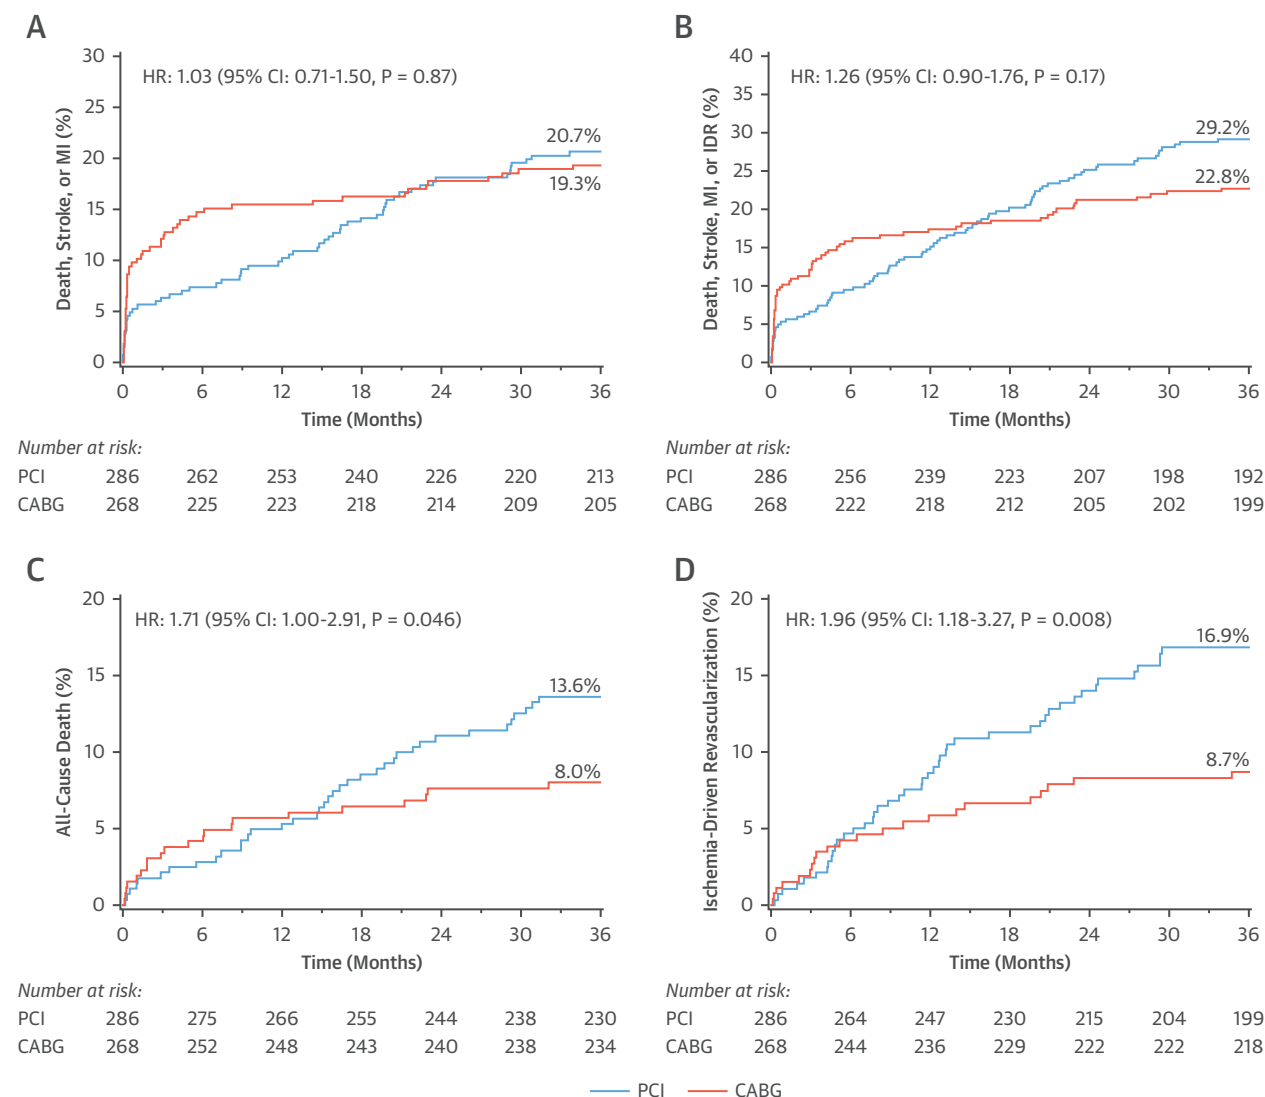 A
HR: 1.03 (95% CI: 0.71-1.50, P = 0.87)
Death, Stroke, or MI (%)
30
25
20
15
10
5
0
20.7%
19.3%
0 6 12 18 24 30 36
Time (Months)
Number at risk:
PCI 286 262 253 240 226 220 213
CABG 268 225 223 218 214 209 205
B
HR: 1.26 (95% CI: 0.90-1.76, P = 0.17)
Death, Stroke, MI, or IDR (%)
40
35
30
25
20
15
10
5
0
29.2%
22.8%
0 6 12 18 24 30 36
Time (Months)
Number at risk:
PCI 286 256 239 223 207 198 192
CABG 268 222 218 212 205 202 199
C
HR: 1.71 (95% CI: 1.00-2.91, P = 0.046)
All-Cause Death (%)
20
15
10
5
0
13.6%
8.0%
0 6 12 18 24 30 36
Time (Months)
Number at risk:
PCI 286 275 266 255 244 238 230
CABG 268 252 248 243 240 238 234
D
HR: 1.96 (95% CI: 1.18-3.27, P = 0.008)
Ischemia-Driven Revascularization (%)
20
15
10
5
0
16.9%
8.7%
0 6 12 18 24 30 36
Time (Months)
Number at risk:
PCI 286 264 247 230 215 204 199
CABG 268 244 236 229 222 222 218
PCI CABG